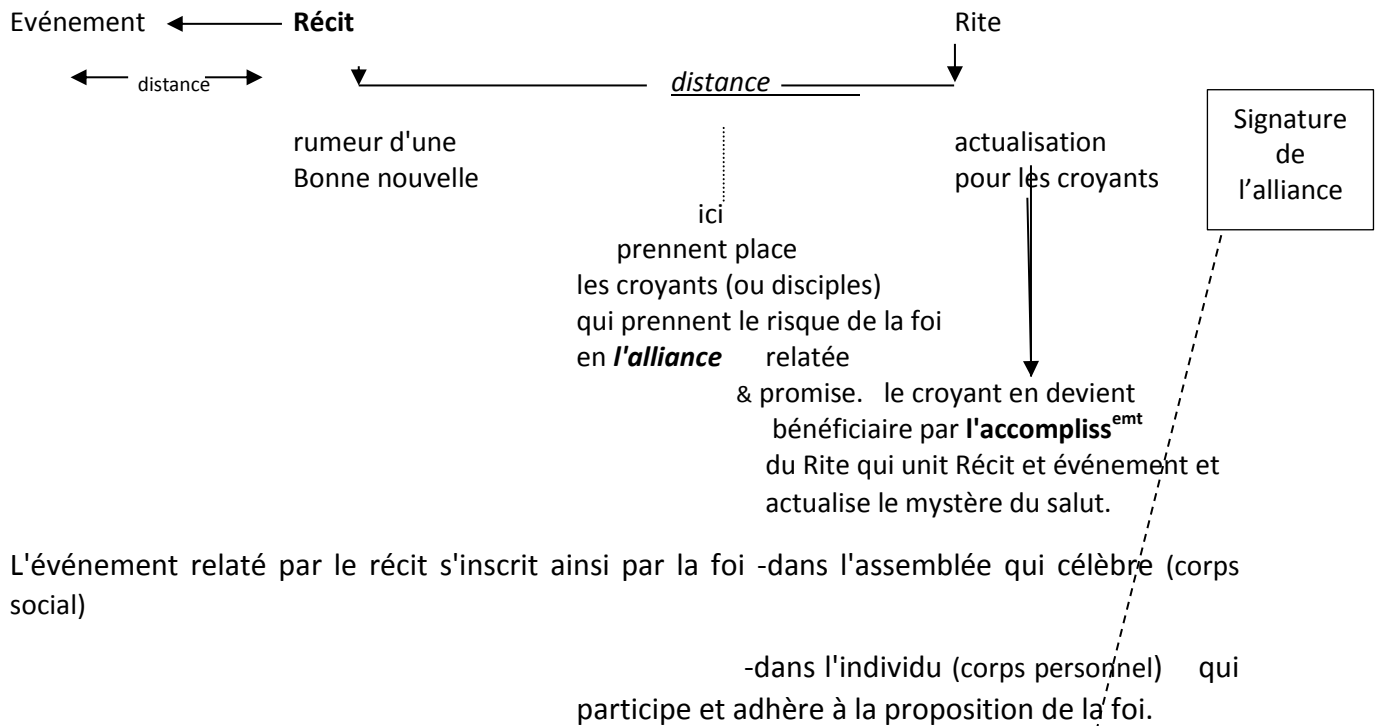 Evénement Récit Rite
distance distance
Signature
de
l’alliance
rumeur d'une
Bonne nouvelle
actualisation
pour les croyants
ici
prennent place
les croyants (ou disciples)
qui prennent le risque de la foi
en l'alliance relatée
& promise. le croyant en devient
bénéficiaire par l'accomplissemt
du Rite qui unit Récit et événement et
actualise le mystère du salut.
L'événement relaté par le récit s'inscrit ainsi par la foi -dans l'assemblée qui célèbre (corps
social)
-dans l'individu (corps personnel) qui
participe et adhère à la proposition de la foi.